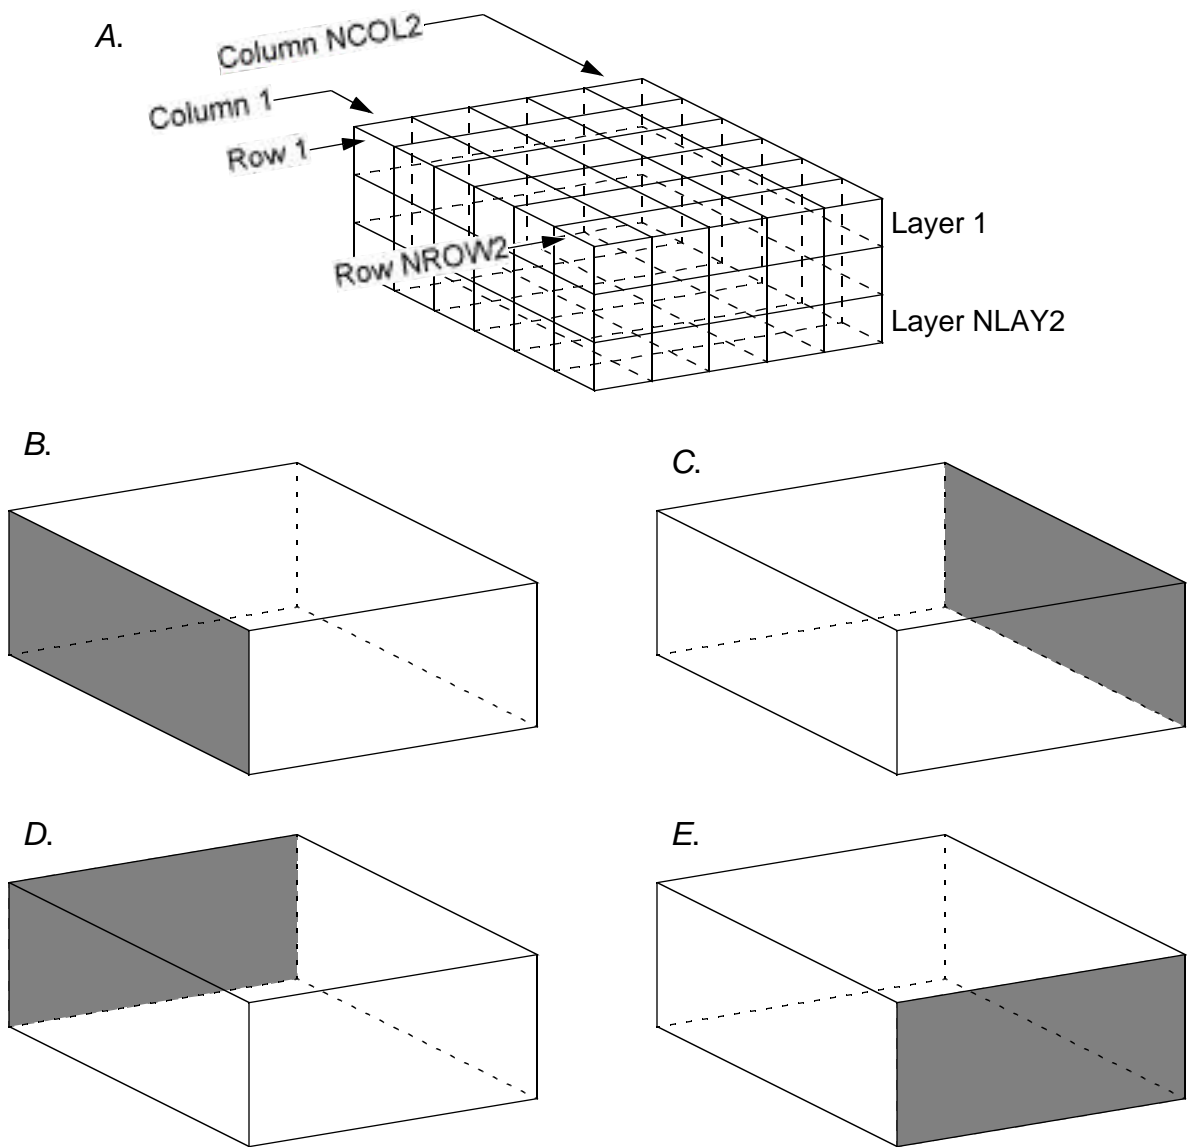 A.
Column NCOL2
Column 1
Row 1
Row NROW2
Layer 1
Layer NLAY2
B.
C.
D.
E.